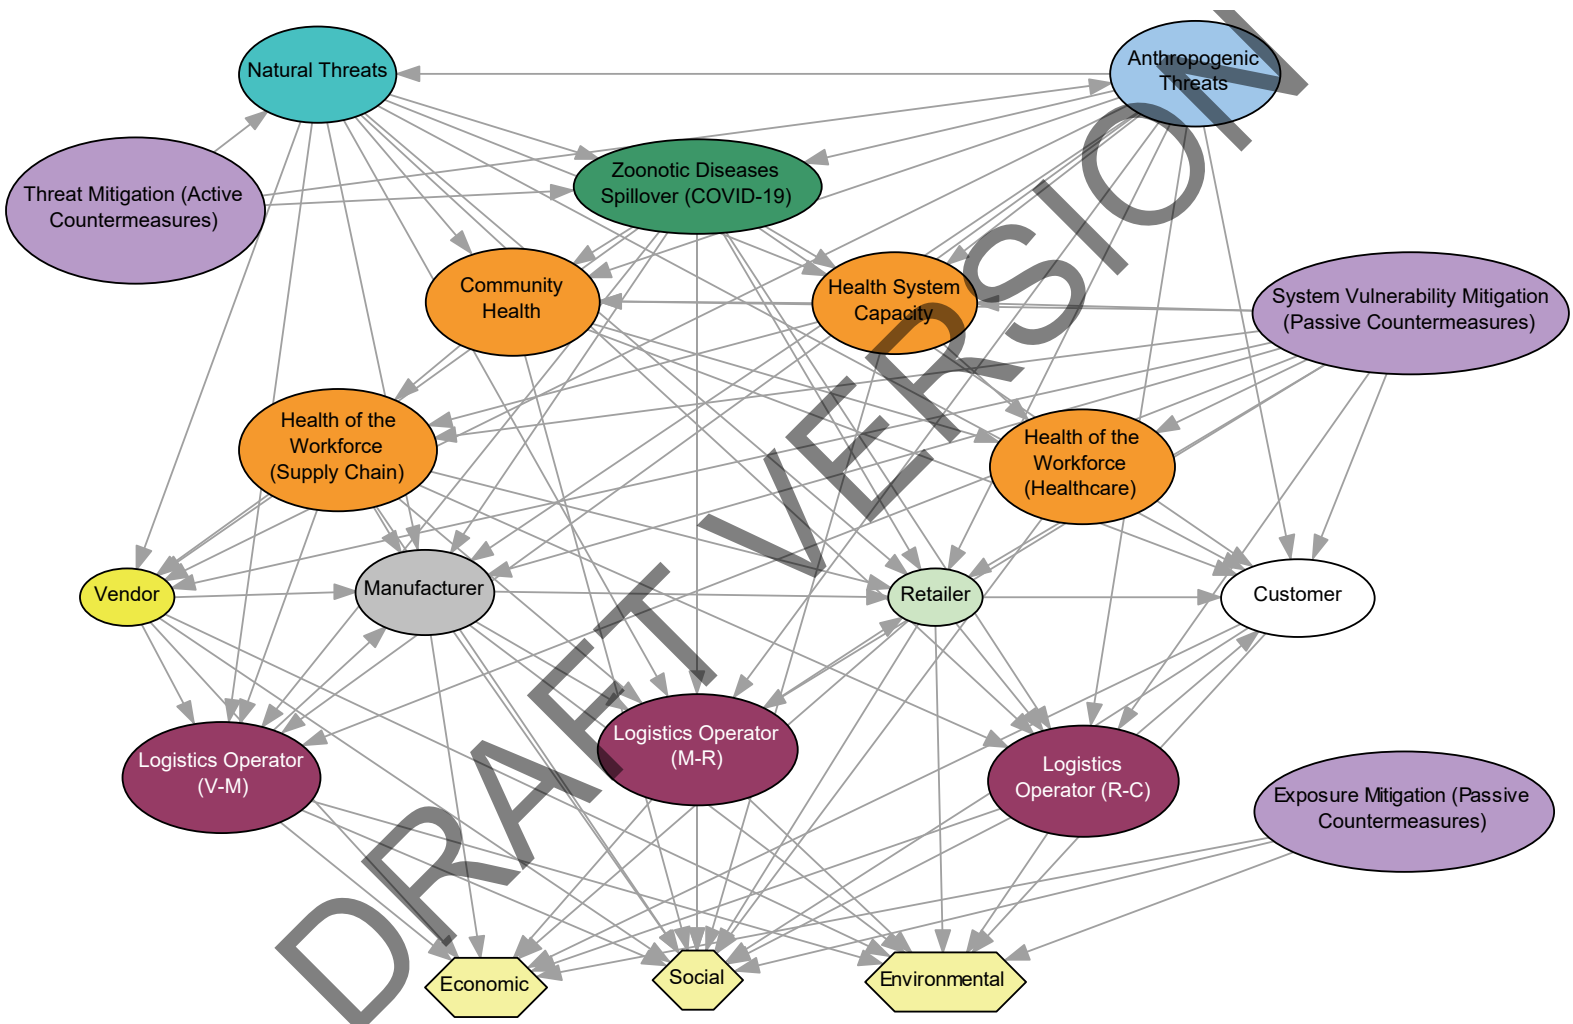 Natural Threats
Anthropogenic
Threats
Threat Mitigation (Active
Countermeasures)
Zoonotic Diseases
Spillover (COVID-19)
Community
Health
Health System
Capacity
System Vulnerability Mitigation
(Passive Countermeasures)
Health of the
Workforce
(Supply Chain)
Health of the
Workforce
(Healthcare)
Vendor
Manufacturer
Retailer
Customer
Logistics Operator
(V-M)
Logistics Operator
(M-R)
Logistics
Operator (R-C)
Exposure Mitigation (Passive
Countermeasures)
Economic
Social
Environmental
DRAFT VERSION